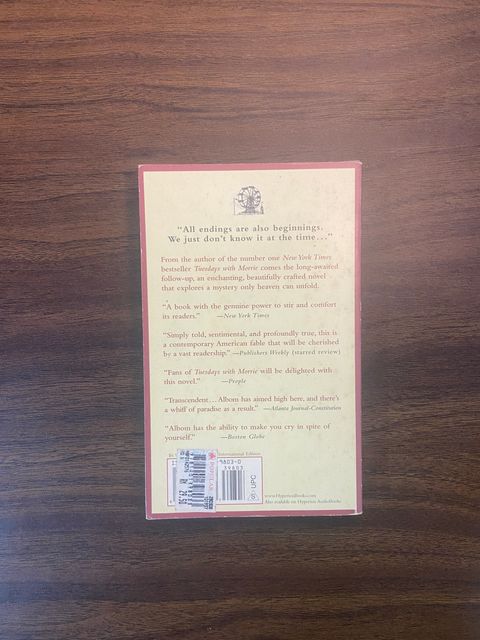 "All endings are also beginnings.
We just don't know it at the time..."
From the author of the number one New York Times
bestseller Tuesdays with Morrie comes the long-awaited
follow-up, an enchanting, beautifully crafted novel
that explores a mystery only heaven can unfold.
"A book with the genuine power to stir and comfort
its readers." —New York Times
"Simply told, sentimental, and profoundly true, this is
a contemporary American fable that will be cherished
by a vast readership." —Publishers Weekly (starred review)
"Fans of Tuesdays with Morrie will be delighted with
this novel." —People
"Transcendent... Albom has aimed high here, and there's
a whiff of paradise as a result." —Atlanta Journal-Constitution
"Albom has the ability to make you cry in spite of
yourself." —Boston Globe
International Edition
POPULAR
9803-0
39803
UPC
www.HyperionBooks.com
Also available on Hyperion AudioBooks